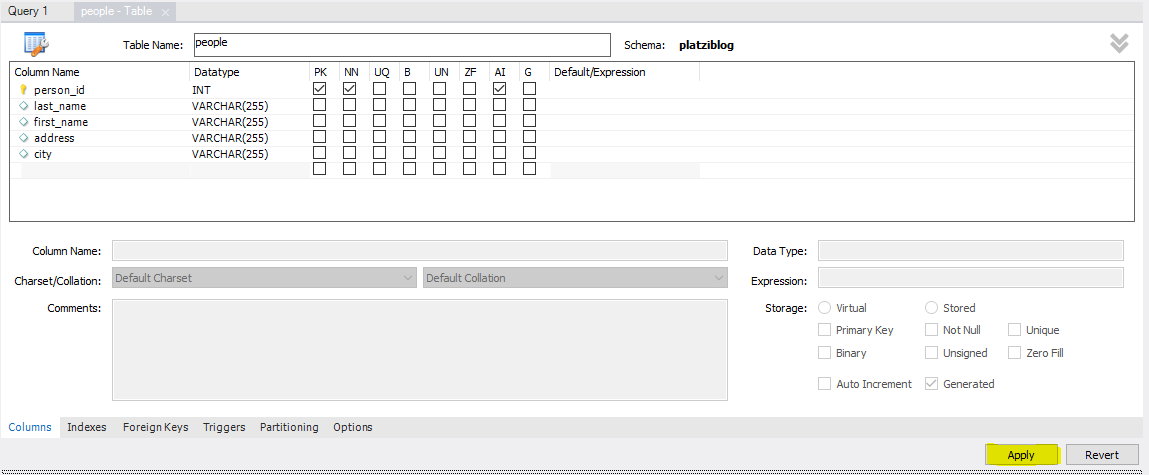 Query 1 people - Table
Table Name: people Schema: platziblog
Column Name Datatype PK NN UQ B UN ZF AI G Default/Expression
person_id INT
last_name VARCHAR(255)
first_name VARCHAR(255)
address VARCHAR(255)
city VARCHAR(255)
Column Name: Data Type:
Charset/Collation: Default Charset Default Collation Expression:
Comments: Storage: Virtual Stored
Primary Key Not Null Unique
Binary Unsigned Zero Fill
Auto Increment Generated
Columns Indexes Foreign Keys Triggers Partitioning Options
Apply Revert